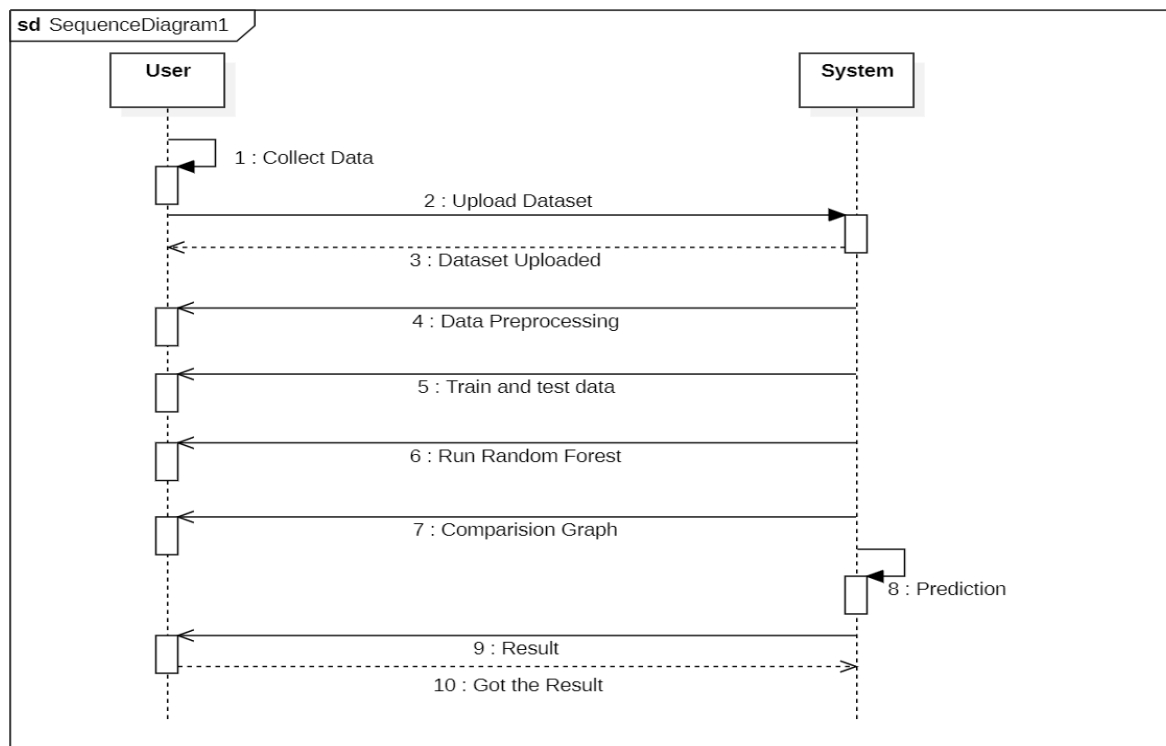 sd SequenceDiagram1
User
System
1 : Collect Data
2 : Upload Dataset
3 : Dataset Uploaded
4 : Data Preprocessing
5 : Train and test data
6 : Run Random Forest
7 : Comparision Graph
8 : Prediction
9 : Result
10 : Got the Result